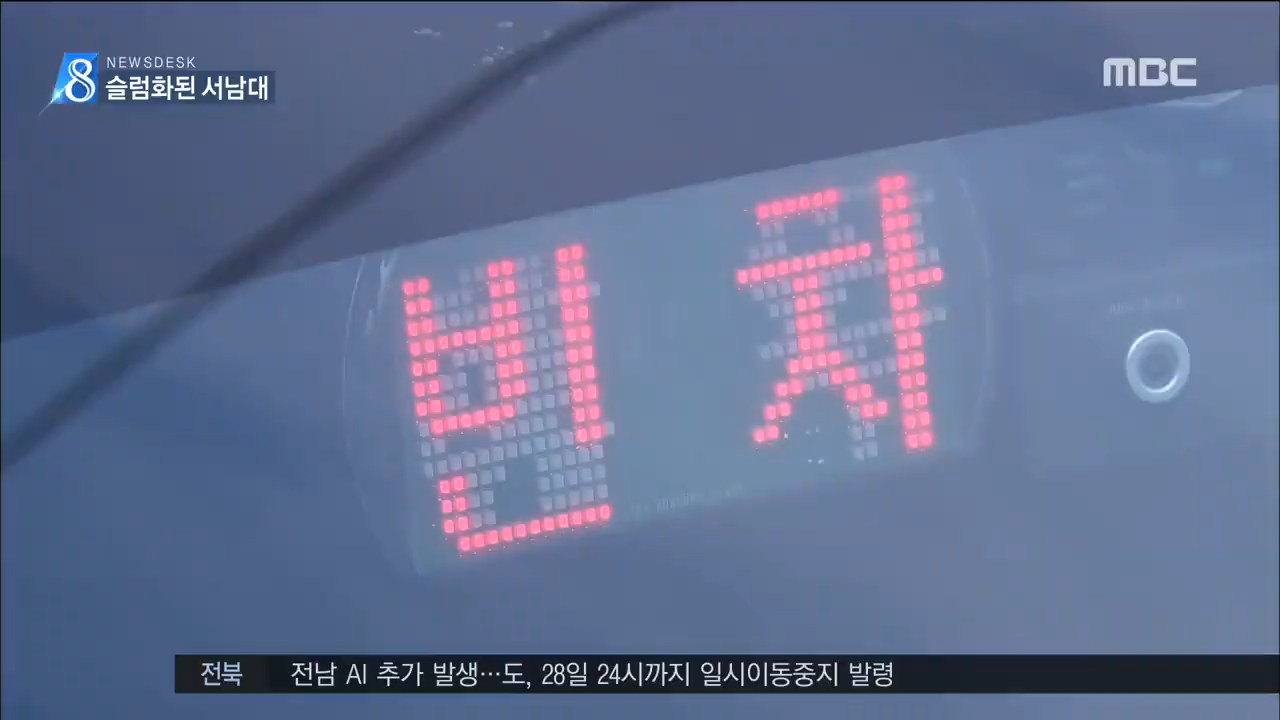 8 NEWSDESK
슬럼화된 서남대
MBC
빈 차
전북 전남 AI 추가 발생…도, 28일 24시까지 일시이동중지 발령